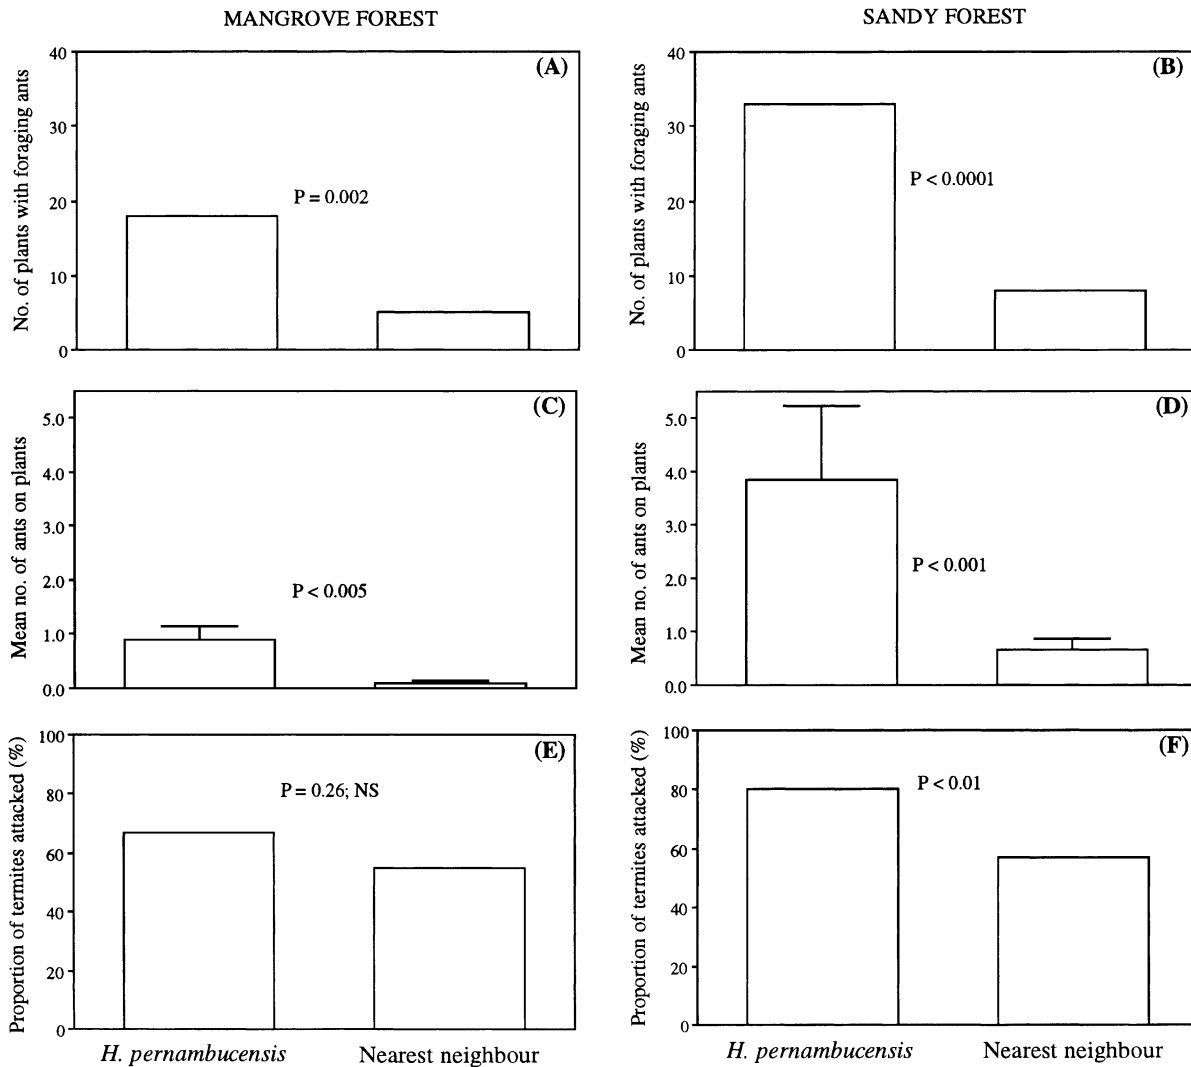 MANGROVE FOREST
SANDY FOREST
No. of plants with foraging ants
40
30
20
10
0
(A)
P = 0.002
No. of plants with foraging ants
40
30
20
10
0
(B)
P < 0.0001
Mean no. of ants on plants
5.0
4.0
3.0
2.0
1.0
0.0
(C)
P < 0.005
Mean no. of ants on plants
5.0
4.0
3.0
2.0
1.0
0.0
(D)
P < 0.001
Proportion of termites attacked (%)
100
80
60
40
20
0
(E)
P = 0.26; NS
H. pernambucensis
Nearest neighbour
Proportion of termites attacked (%)
100
80
60
40
20
0
(F)
P < 0.01
H. pernambucensis
Nearest neighbour